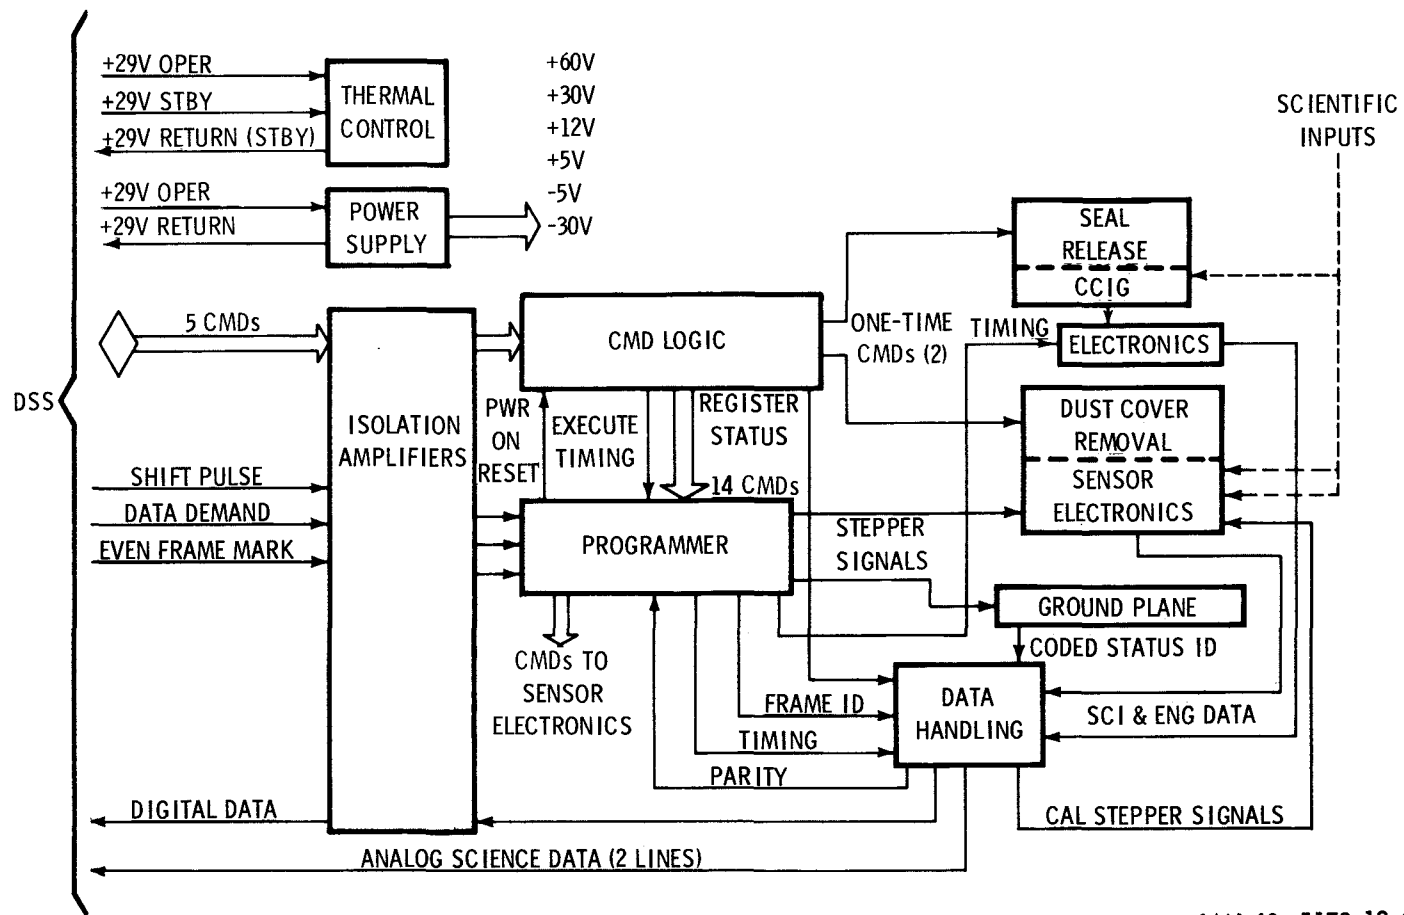 +29V OPER
+29V STBY
+29V RETURN (STBY)
THERMAL
CONTROL
+60V
+30V
+12V
+5V
-5V
-30V
+29V OPER
+29V RETURN
POWER
SUPPLY
SCIENTIFIC
INPUTS
SEAL
RELEASE
CCIG
5 CMDs
CMD LOGIC
ONE-TIME
CMDs (2)
TIMING
ELECTRONICS
DSS
ISOLATION
AMPLIFIERS
PWR
ON
RESET
EXECUTE
TIMING
REGISTER
STATUS
14 CMDs
DUST COVER
REMOVAL
SENSOR
ELECTRONICS
SHIFT PULSE
DATA DEMAND
EVEN FRAME MARK
PROGRAMMER
STEPPER
SIGNALS
GROUND PLANE
CODED STATUS ID
CMDs TO
SENSOR
ELECTRONICS
DATA
HANDLING
FRAME ID
TIMING
PARITY
SCI & ENG DATA
CAL STEPPER SIGNALS
DIGITAL DATA
ANALOG SCIENCE DATA (2 LINES)